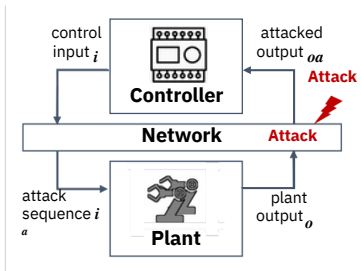 control
input i
attacked
output oa
Attack
Controller
Network
Attack
attack
sequence i
a
plant
output o
Plant